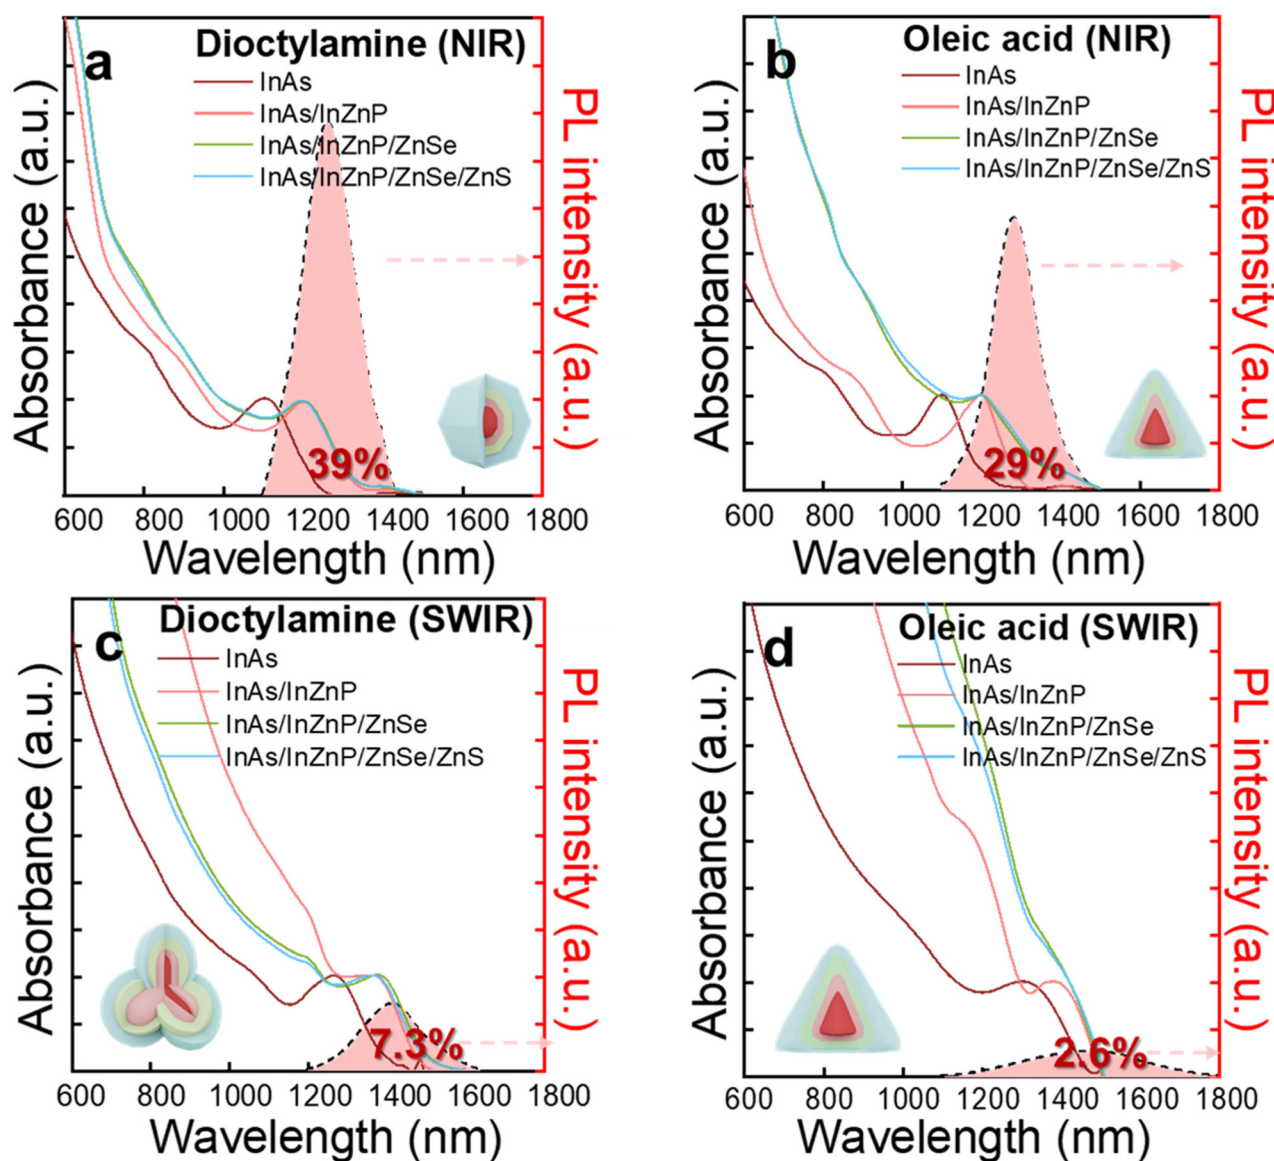 a
Dioctylamine (NIR)
InAs
InAs/InZnP
InAs/InZnP/ZnSe
InAs/InZnP/ZnSe/ZnS
39%
Absorbance (a.u.)
PL intensity (a.u.)
600 800 1000 1200 1400 1600 1800
Wavelength (nm)
b
Oleic acid (NIR)
InAs
InAs/InZnP
InAs/InZnP/ZnSe
InAs/InZnP/ZnSe/ZnS
29%
Absorbance (a.u.)
PL intensity (a.u.)
600 800 1000 1200 1400 1600 1800
Wavelength (nm)
c
Dioctylamine (SWIR)
InAs
InAs/InZnP
InAs/InZnP/ZnSe
InAs/InZnP/ZnSe/ZnS
7.3%
Absorbance (a.u.)
PL intensity (a.u.)
600 800 1000 1200 1400 1600 1800
Wavelength (nm)
d
Oleic acid (SWIR)
InAs
InAs/InZnP
InAs/InZnP/ZnSe
InAs/InZnP/ZnSe/ZnS
2.6%
Absorbance (a.u.)
PL intensity (a.u.)
600 800 1000 1200 1400 1600 1800
Wavelength (nm)